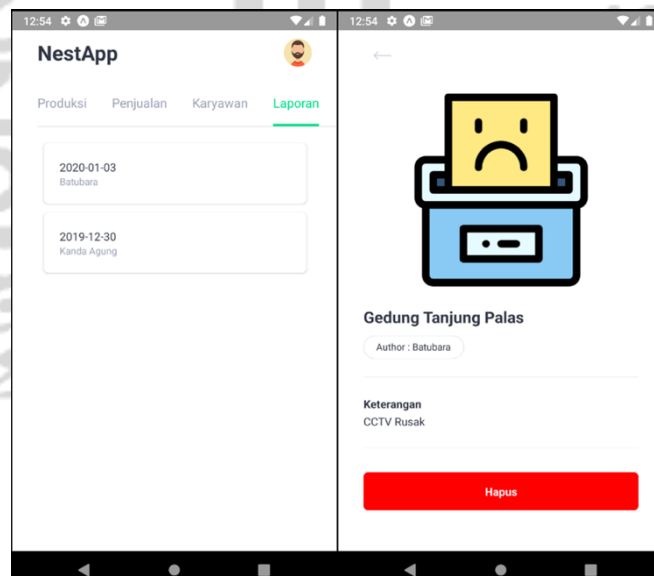 12:54
NestApp
Produksi Penjualan Karyawan Laporan
2020-01-03
Batubara
2019-12-30
Kanda Agung
12:54
Gedung Tanjung Palas
Author : Batubara
Keterangan
CCTV Rusak
Hapus